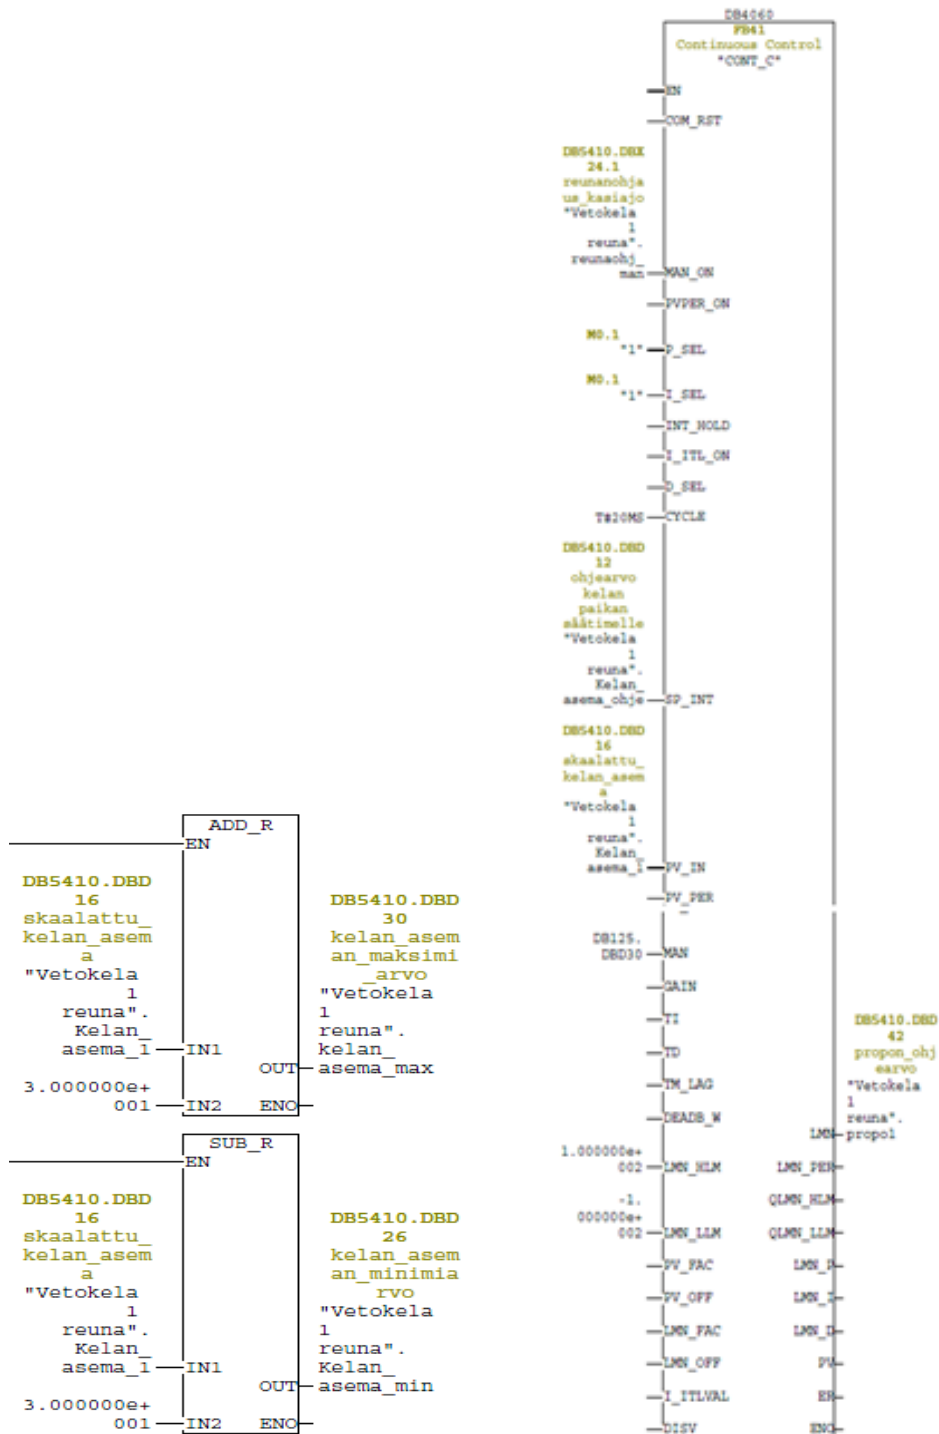 ADD_R
EN
DB5410.DBD
16
skaalattu_
kelan_asem
a
"Vetokela
1
reuna".
Kelan_
asema_1
IN1
3.000000e+
001
IN2
OUT
ENO
DB5410.DBD
30
kelan_asem
an_maksimi
_arvo
"Vetokela
1
reuna".
kelan_
asema_max
SUB_R
EN
DB5410.DBD
16
skaalattu_
kelan_asem
a
"Vetokela
1
reuna".
Kelan_
asema_1
IN1
3.000000e+
001
IN2
OUT
ENO
DB5410.DBD
26
kelan_asem
an_minimia
rvo
"Vetokela
1
reuna".
Kelan_
asema_min
DB4060
FB41
Continuous Control
"CONT_C"
EN
COM_RST
DB5410.DBX
24.1
reunanohja
us_kasiajo
"Vetokela
1
reuna".
reunaohj_
man
MAN_ON
PVPER_ON
M0.1
"1"
P_SEL
M0.1
"1"
I_SEL
INT_HOLD
I_ITL_ON
D_SEL
T#20MS
CYCLE
DB5410.DBD
12
ohjearvo
kelan
paikan
säätimelle
"Vetokela
1
reuna".
Kelan_
asema_ohje
SP_INT
DB5410.DBD
16
skaalattu_
kelan_asem
a
"Vetokela
1
reuna".
Kelan_
asema_1
PV_IN
PV_PER
DB125.
DBD30
MAN
GAIN
TI
TD
TM_LAG
DEADB_W
1.000000e+
002
LMN_HLM
-1.
000000e+
002
LMN_LLM
PV_FAC
PV_OFF
LMN_FAC
LMN_OFF
I_ITLVAL
DISV
LMN
LMN_PER
QLMN_HLM
QLMN_LLM
LMN_P
LMN_I
LMN_D
PV
ER
ENO
DB5410.DBD
42
propon_ohj
earvo
"Vetokela
1
reuna".
propo1